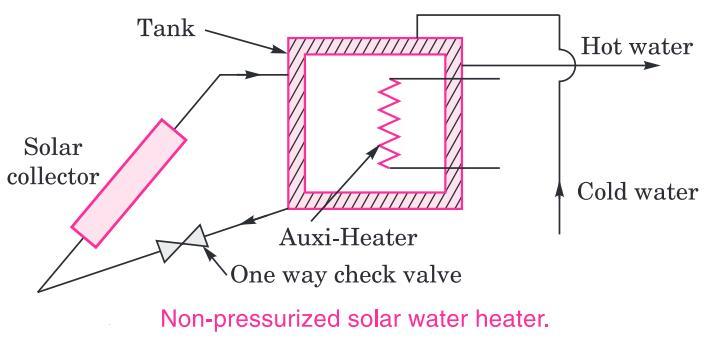 Tank
Hot water
Solar
collector
Cold water
Auxi-Heater
One way check valve
Non-pressurized solar water heater.